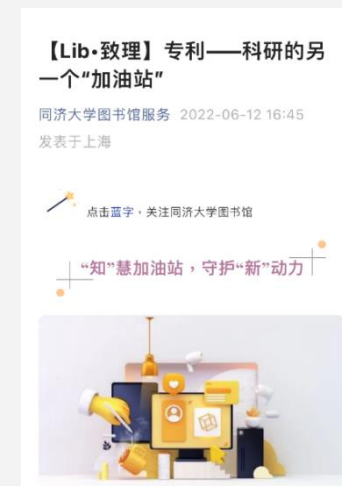 【Lib•致理】专利——科研的另
一个“加油站”
同济大学图书馆服务 2022-06-12 16:45
发表于上海
点击蓝字，关注同济大学图书馆
“知”慧加油站，守护“新”动力